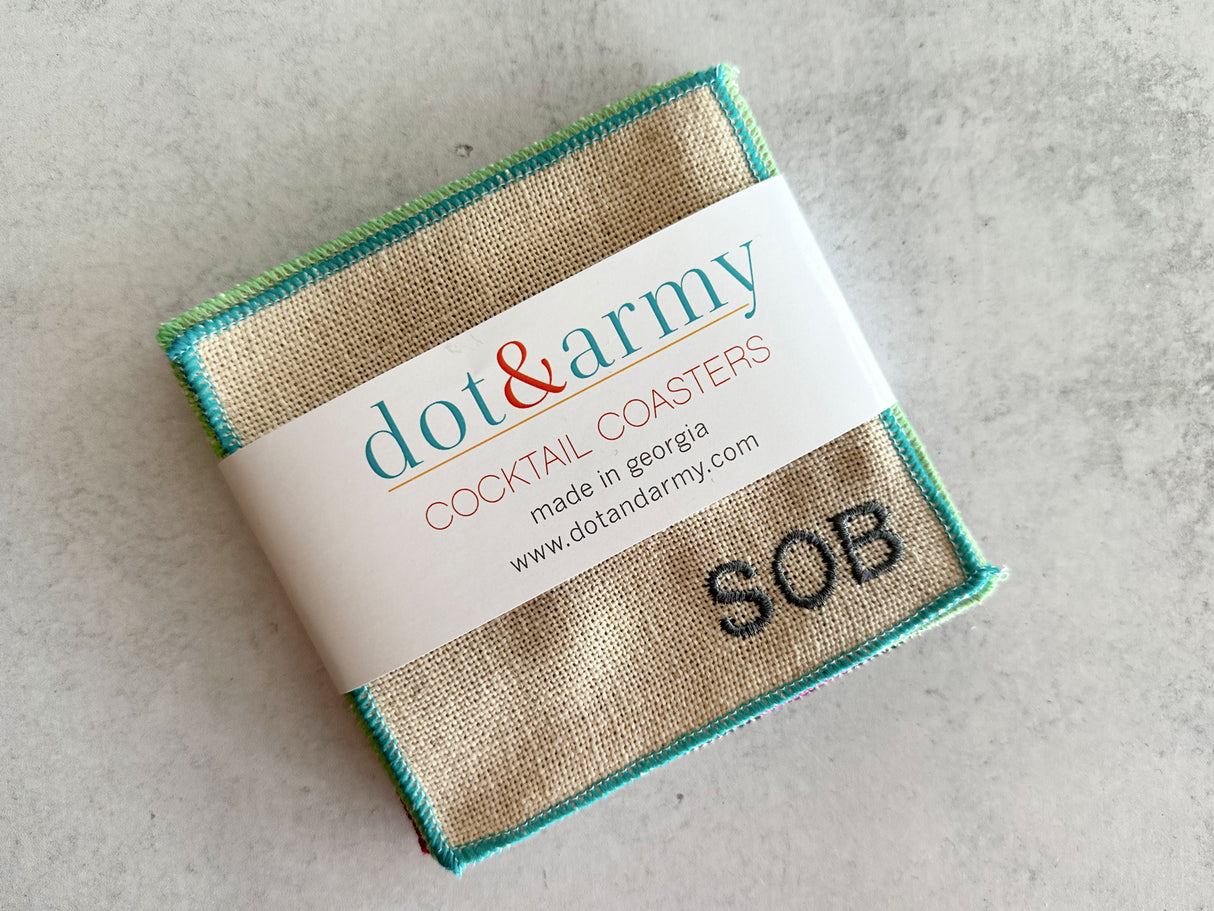 dot&army
COCKTAIL COASTERS
made in georgia
www.dotandarmy.com
SOB